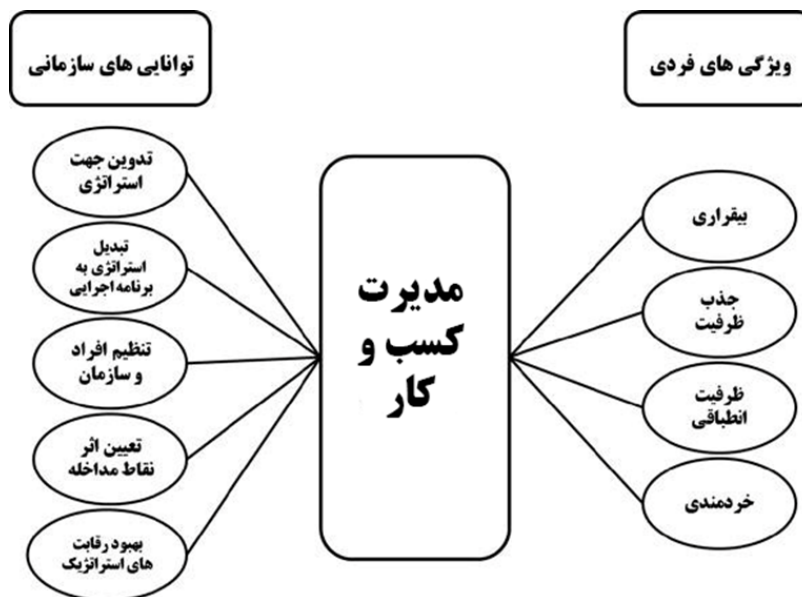 ویژگی های فردی
بیقراری
جذب
ظرفیت
ظرفیت
انطباقی
خردمندی
مدیرت
کسب و
کار
توانایی های سازمانی
تدوین جهت
استراتژی
تبدیل
استراتژی به
برنامه اجرایی
تنظیم افراد
و سازمان
تعیین اثر
نقاط مداخله
بهبود رقابت
های استراتژیک